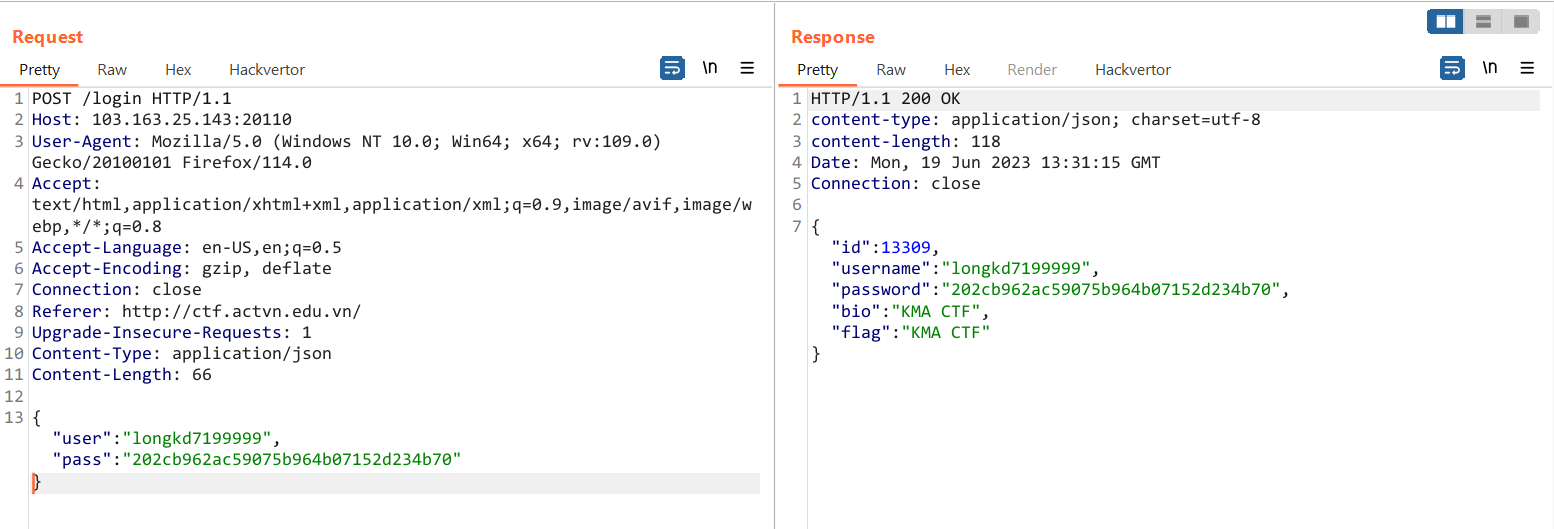 Request
Pretty Raw Hex Hackvertor \n
1 POST /login HTTP/1.1
2 Host: 103.163.25.143:20110
3 User-Agent: Mozilla/5.0 (Windows NT 10.0; Win64; x64; rv:109.0)
Gecko/20100101 Firefox/114.0
4 Accept:
text/html,application/xhtml+xml,application/xml;q=0.9,image/avif,image/w
ebp,*/*;q=0.8
5 Accept-Language: en-US,en;q=0.5
6 Accept-Encoding: gzip, deflate
7 Connection: close
8 Referer: http://ctf.actvn.edu.vn/
9 Upgrade-Insecure-Requests: 1
10 Content-Type: application/json
11 Content-Length: 66
12
13 {
"user":"longkd7199999",
"pass":"202cb962ac59075b964b07152d234b70"
}
Response
Pretty Raw Hex Render Hackvertor \n
1 HTTP/1.1 200 OK
2 content-type: application/json; charset=utf-8
3 content-length: 118
4 Date: Mon, 19 Jun 2023 13:31:15 GMT
5 Connection: close
6
7 {
"id":13309,
"username":"longkd7199999",
"password":"202cb962ac59075b964b07152d234b70",
"bio":"KMA CTF",
"flag":"KMA CTF"
}